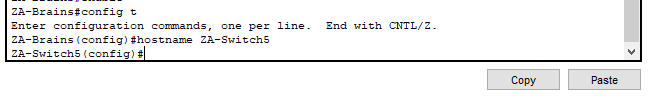 ZA-Brains#config t
Enter configuration commands, one per line.  End with CNTL/Z.
ZA-Brains(config)#hostname ZA-Switch5
ZA-Switch5(config)#
Copy
Paste